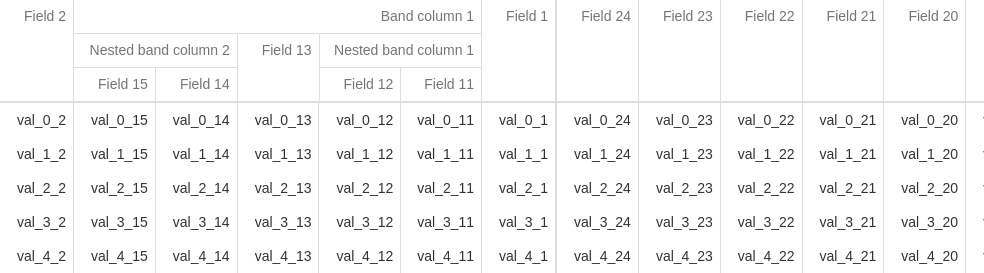 Field 2 Band column 1 Field 1 Field 24 Field 23 Field 22 Field 21 Field 20
Nested band column 2 Field 13 Nested band column 1
Field 15 Field 14 Field 12 Field 11
val_0_2 val_0_15 val_0_14 val_0_13 val_0_12 val_0_11 val_0_1 val_0_24 val_0_23 val_0_22 val_0_21 val_0_20
val_1_2 val_1_15 val_1_14 val_1_13 val_1_12 val_1_11 val_1_1 val_1_24 val_1_23 val_1_22 val_1_21 val_1_20
val_2_2 val_2_15 val_2_14 val_2_13 val_2_12 val_2_11 val_2_1 val_2_24 val_2_23 val_2_22 val_2_21 val_2_20
val_3_2 val_3_15 val_3_14 val_3_13 val_3_12 val_3_11 val_3_1 val_3_24 val_3_23 val_3_22 val_3_21 val_3_20
val_4_2 val_4_15 val_4_14 val_4_13 val_4_12 val_4_11 val_4_1 val_4_24 val_4_23 val_4_22 val_4_21 val_4_20